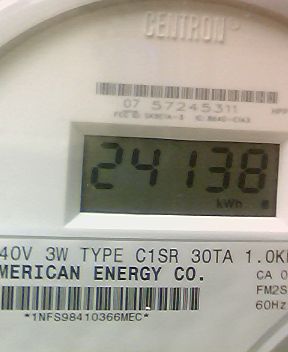 CENTRON®
07 57245311
24138
kWh
40V 3W TYPE C1SR 30TA 1.0K
MERICAN ENERGY CO.
CA 0
FM2S
60Hz
*1NFS98410366MEC*